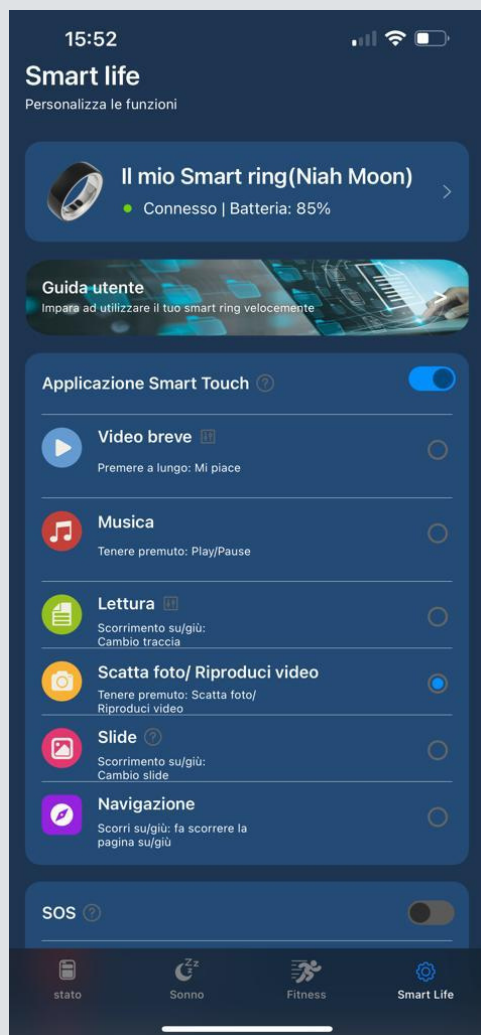 15:52
Smart life
Personalizza le funzioni
Il mio Smart ring(Niah Moon)
Connesso | Batteria: 85%
Guida utente
Impara ad utilizzare il tuo smart ring velocemente
Applicazione Smart Touch ?
Video breve
Premere a lungo: Mi piace
Musica
Tenere premuto: Play/Pause
Lettura
Scorrimento su/giù:
Cambio traccia
Scatta foto/ Riproduci video
Tenere premuto: Scatta foto/
Riproduci video
Slide ?
Scorrimento su/giù:
Cambio slide
Navigazione
Scorri su/giù: fa scorrere la
pagina su/giù
SOS ?
stato
Sonno
Fitness
Smart Life